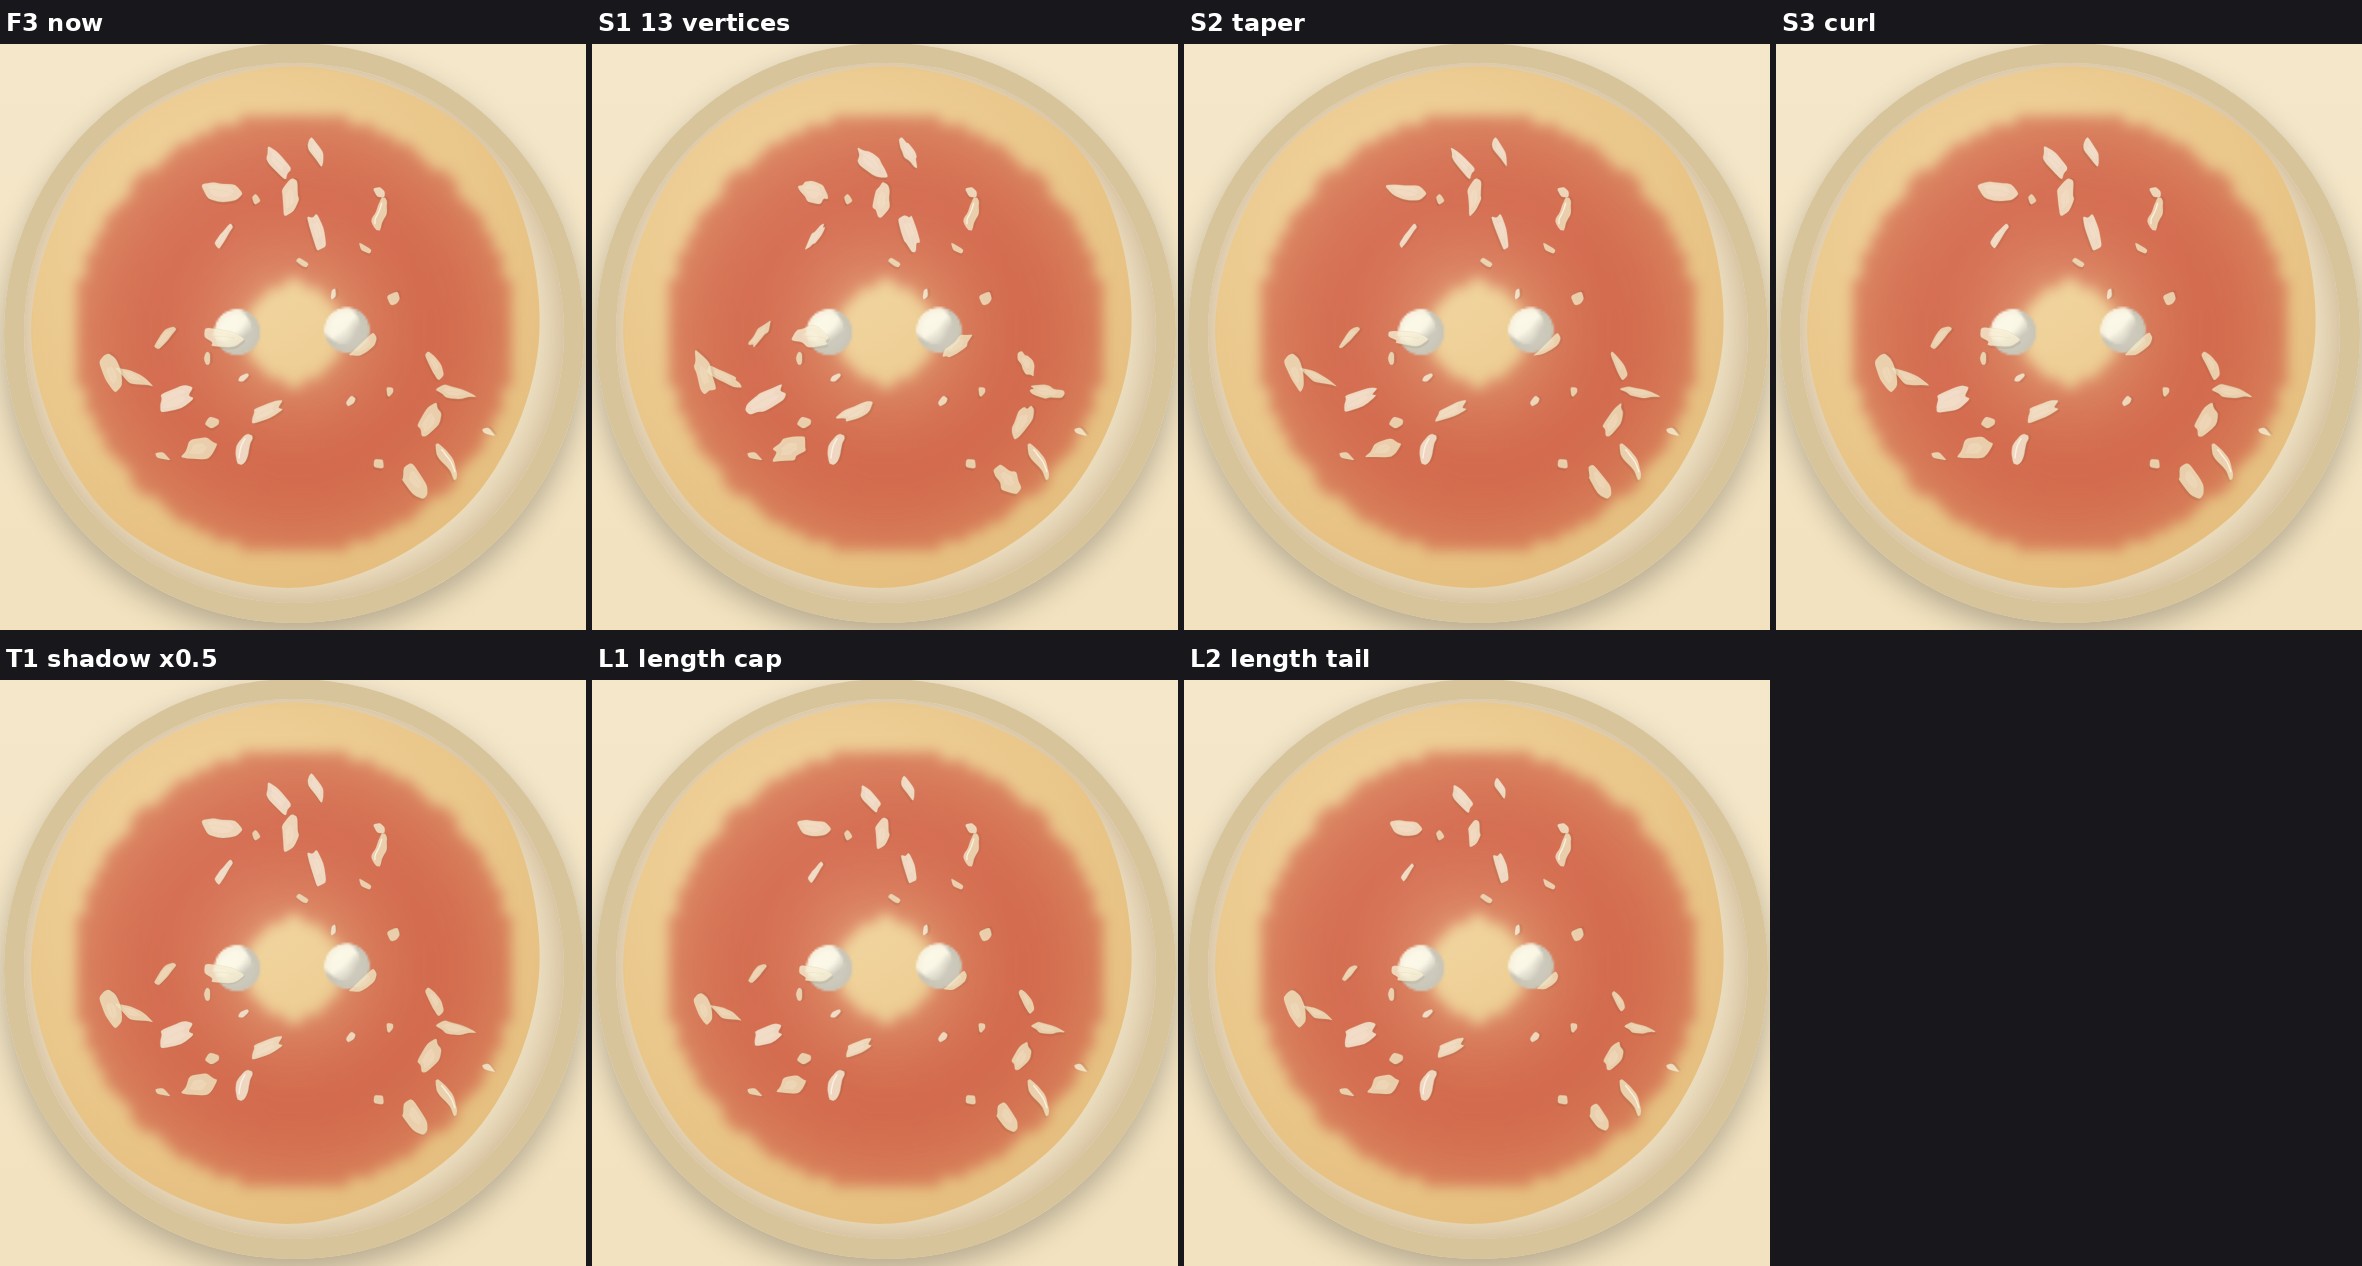 F3 now
S1 13 vertices
S2 taper
S3 curl
T1 shadow x0.5
L1 length cap
L2 length tail